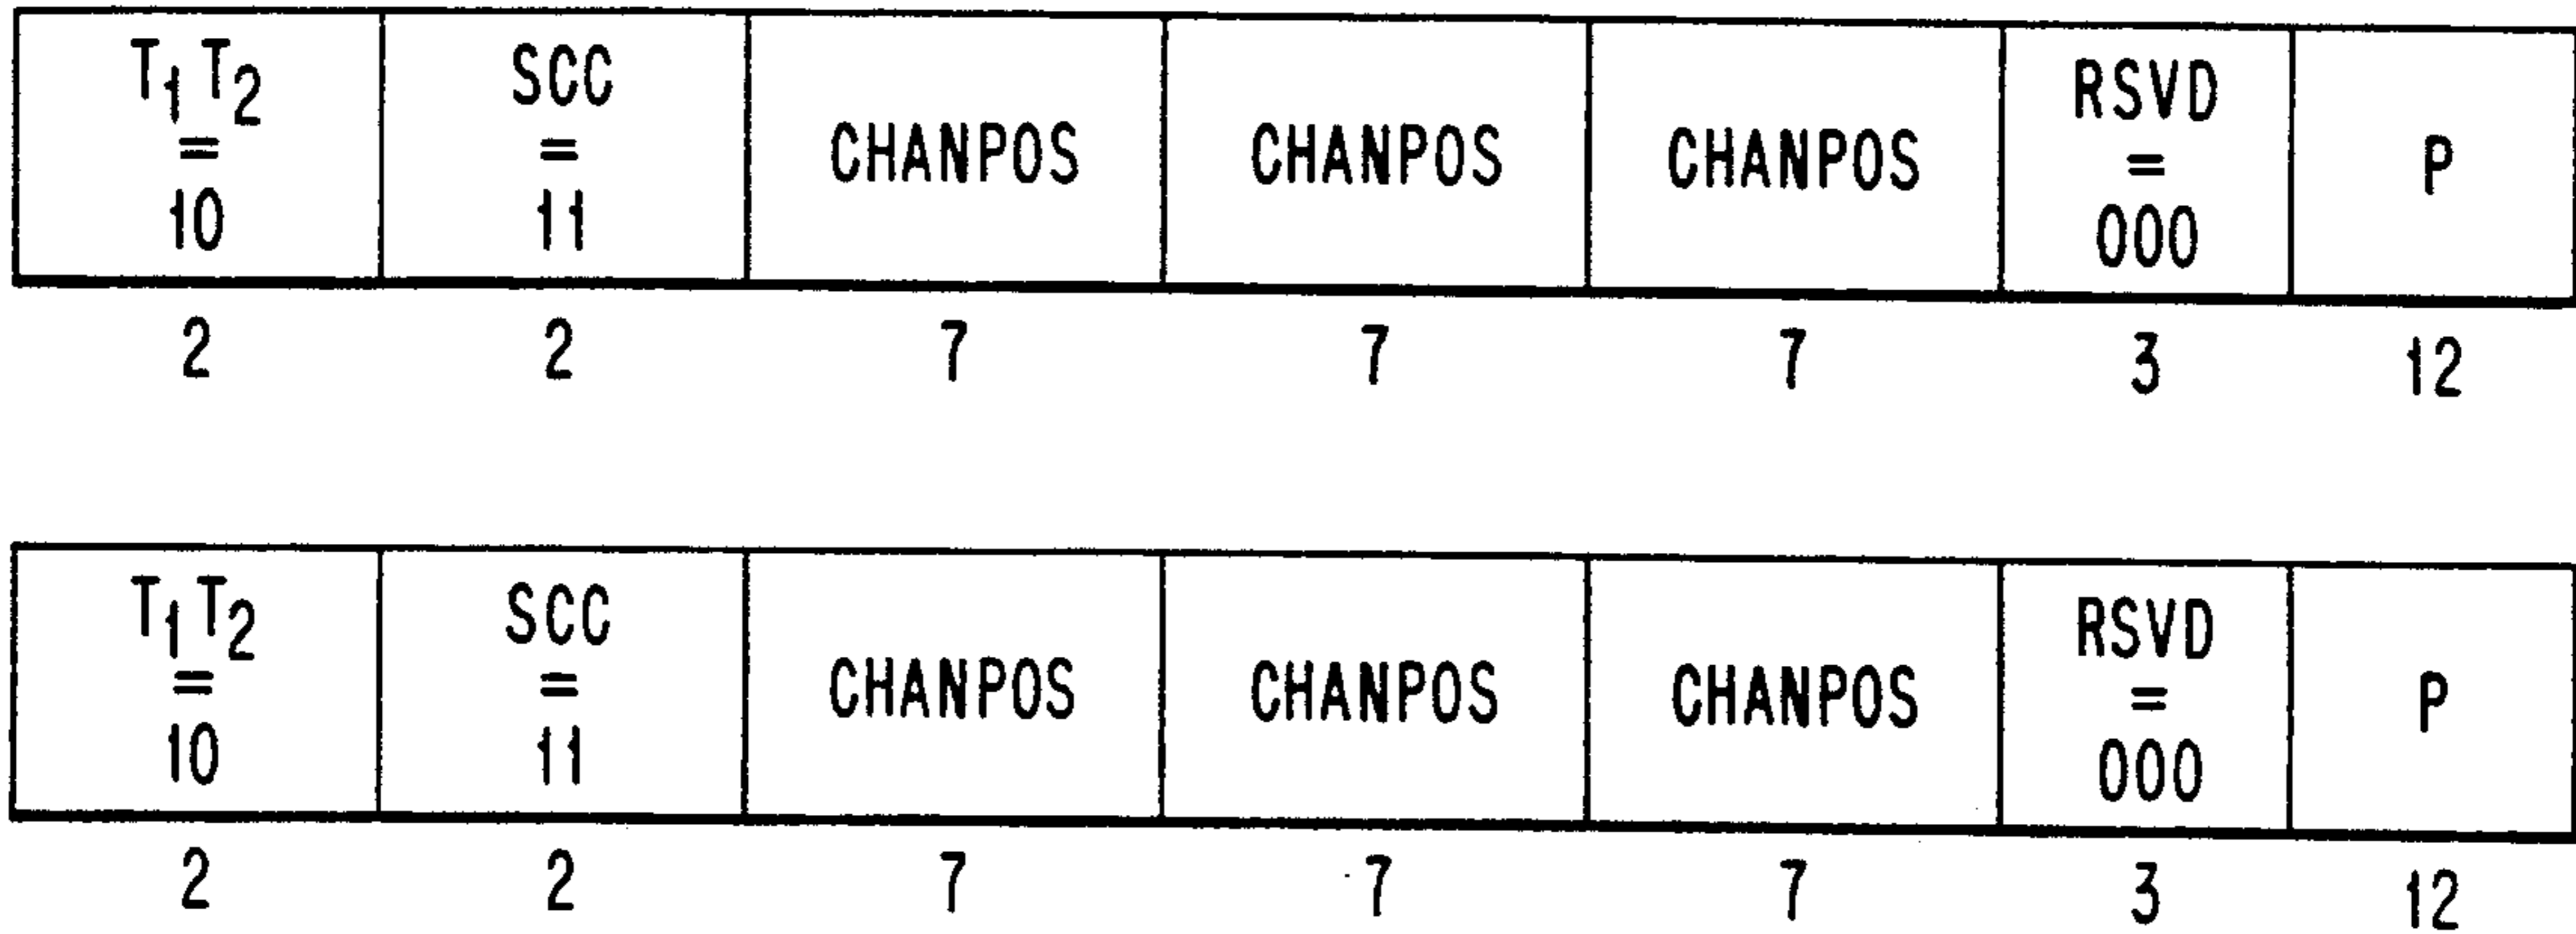 T₁T₂ = 10 SCC = 11 CHANPOS CHANPOS CHANPOS RSVD = 000 P
2 2 7 7 7 3 12
T₁T₂ = 10 SCC = 11 CHANPOS CHANPOS CHANPOS RSVD = 000 P
2 2 7 7 7 3 12